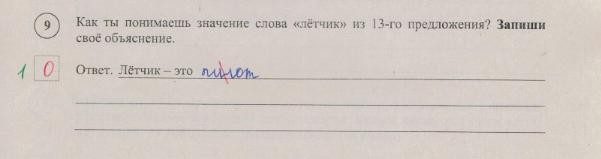 9 Как ты понимаешь значение слова «лётчик» из 13-го предложения? Запиши
своё объяснение.
1 0 Ответ. Лётчик – это пилот